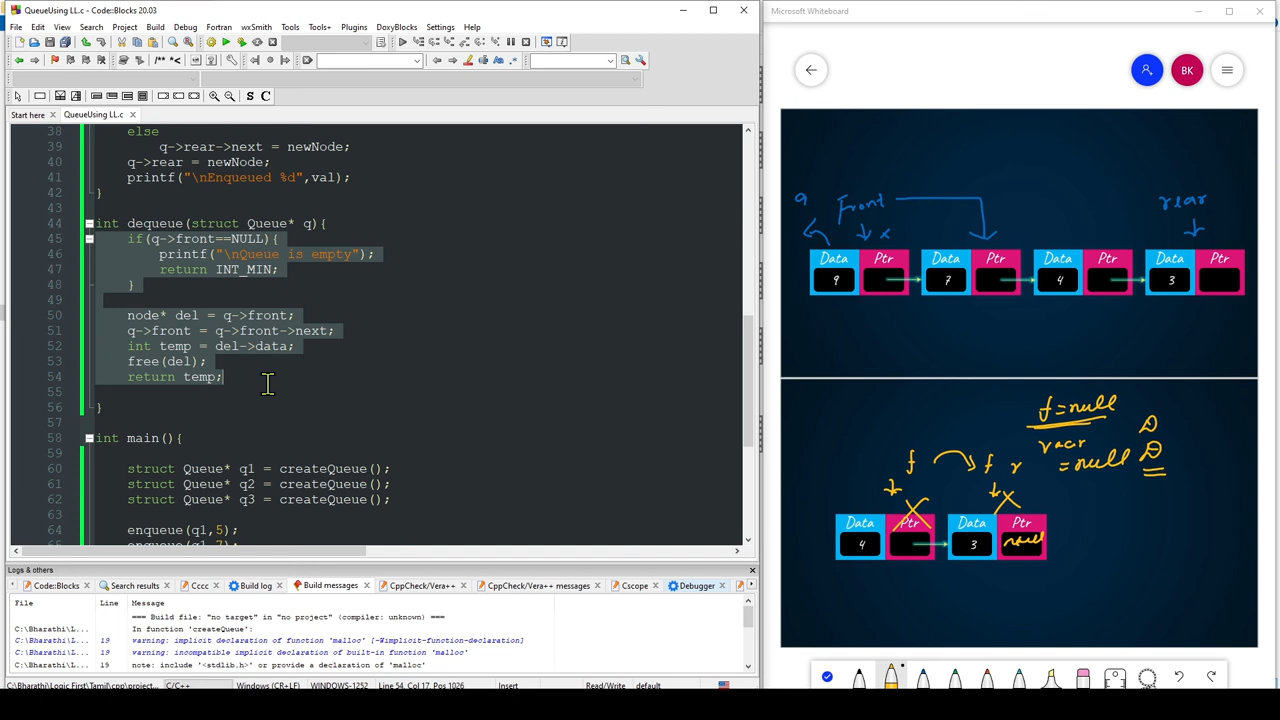 QueueUsing LL.c - Code::Blocks 20.03
File Edit View Search Project Build Debug Fortran wxSmith Tools Tools+ Plugins DoxyBlocks Settings Help
Start here QueueUsing LL.c
38 else
39 q->rear->next = newNode;
40 q->rear = newNode;
41 printf("\nEnqueued %d",val);
42 }
43
44 int dequeue(struct Queue* q){
45 if(q->front==NULL){
46 printf("\nQueue is empty");
47 return INT_MIN;
48 }
49
50 node* del = q->front;
51 q->front = q->front->next;
52 int temp = del->data;
53 free(del);
54 return temp;
55
56 }
57
58 int main(){
59
60 struct Queue* q1 = createQueue();
61 struct Queue* q2 = createQueue();
62 struct Queue* q3 = createQueue();
63
64 enqueue(q1,5);
Logs & others
Code::Blocks Search results Cccc Build log Build messages CppCheck/Vera++ CppCheck/Vera++ messages Cscope Debugger
File Line Message
=== Build file: "no target" in "no project" (compiler: unknown) ===
C:\Bharathi\L... In function 'createQueue':
C:\Bharathi\L... 19 warning: implicit declaration of function 'malloc' [-Wimplicit-function-declaration]
C:\Bharathi\L... 19 warning: incompatible implicit declaration of built-in function 'malloc'
C:\Bharathi\L... 19 note: include '<stdlib.h>' or provide a declaration of 'malloc'
C:\Bharathi\Logic First\Tamil\cpp\project... C/C++ Windows (CR+LF) WINDOWS-1252 Line 54, Col 17, Pos 1026 Insert Read/Write default
Microsoft Whiteboard
BK
9 Front rear
x
Data Ptr Data Ptr Data Ptr Data Ptr
9 7 4 3
f=null
rear
=null
f f r
Data Ptr Data Ptr
4 3 null